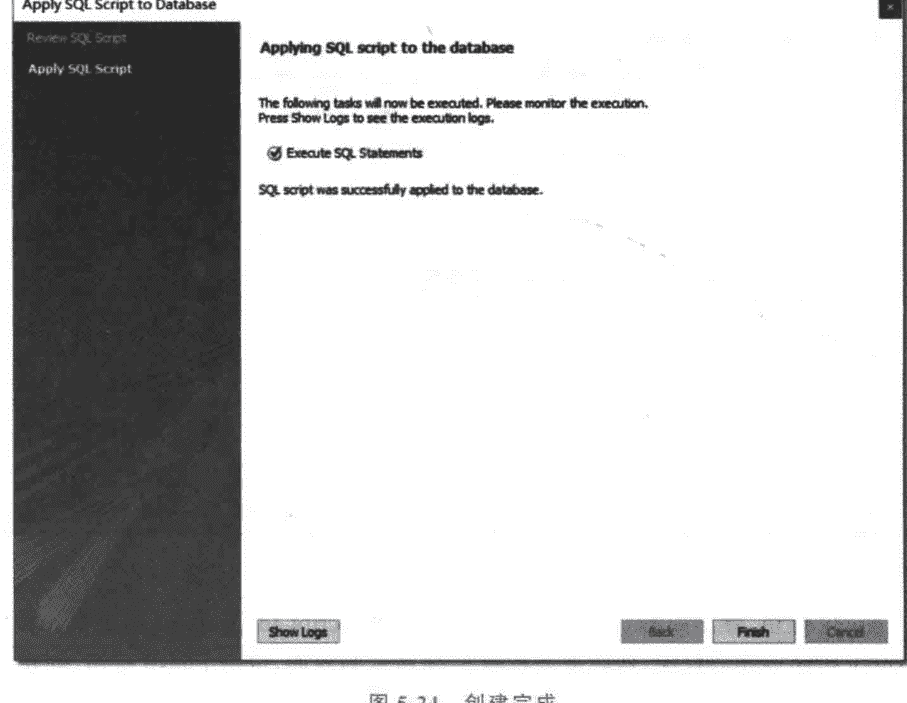 Apply SQL Script to Database
Review SQL Script
Apply SQL Script
Applying SQL script to the database
The following tasks will now be executed. Please monitor the execution.
Press Show Logs to see the execution logs.
Execute SQL Statements
SQL script was successfully applied to the database.
Show Logs
Back
Finish
Cancel
图 5-21 创建完成